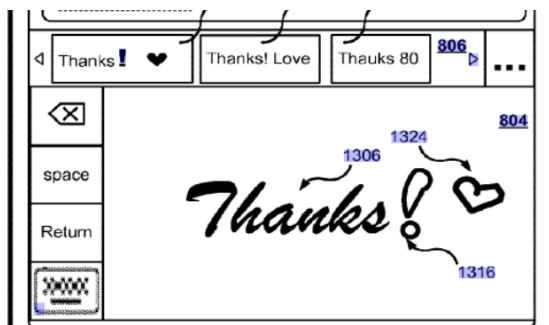 Thanks! ♥ Thanks! Love Thauks 80 806 ...
804
space
Return
1324
1306
Thanks!
1316